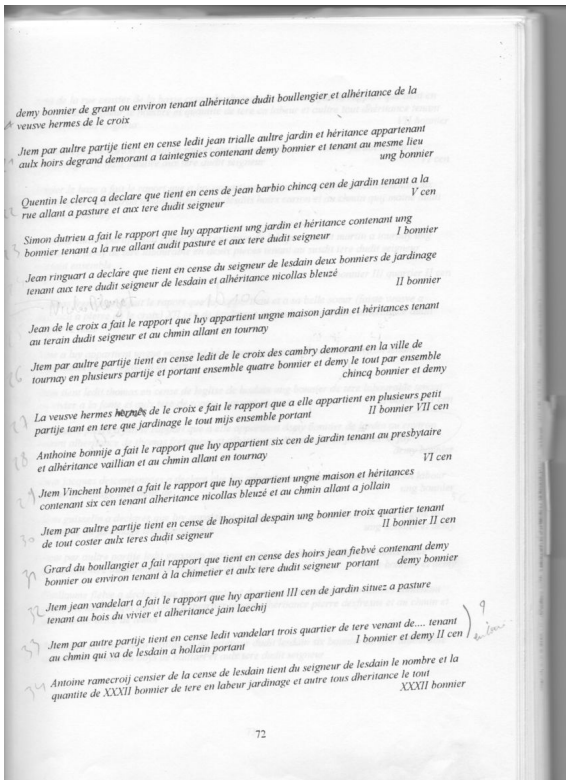 demy bonnier de grant ou environ tenant alhéritance dudit boullengier et alhéritance de la
veusve hermes de le croix
Jtem par aultre partije tient en cense ledit jean trialle aultre jardin et héritance appartenant
aulx hoirs degrand demorant a taintegnies contenant demy bonnier et tenant au mesme lieu
ung bonnier
Quentin le clercq a declare que tient en cens de jean barbio chincq cen de jardin tenant a la
rue allant a pasture et aux tere dudit seigneur V cen
Simon dutrieu a fait le rapport que luy appartient ung jardin et héritance contenant ung
bonnier tenant a la rue allant audit pasture et aux tere dudit seigneur I bonnier
Jean ringuart a declare que tient en cense du seigneur de lesdain deux bonniers de jardinage
tenant aux tere dudit seigneur de lesdain et alhéritance nicollas bleuzé II bonnier
Jean de le croix a fait le rapport que luy appartient ungne maison jardin et héritances tenant
au terain dudit seigneur et au chmin allant en tournay
26 Jtem par aultre partije tient en cense ledit de le croix des cambry demorant en la ville de
tournay en plusieurs partije et portant ensemble quatre bonnier et demy le tout par ensemble
chincq bonnier et demy
27 La veusve hermes hermes de le croix e fait le rapport que a elle appartient en plusieurs petit
partije tant en tere que jardinage le tout mijs ensemble portant II bonnier VII cen
28 Anthoine bonnije a fait le rapport que luy appartient six cen de jardin tenant au presbytaire
et alhéritance vaillian et au chmin allant en tournay VI cen
29 Jtem Vinchent bonnet a fait le rapport que luy appartient ungne maison et héritances
contenant six cen tenant alheritance nicollas bleuzé et au chmin allant a jollain
30 Jtem par aultre partije tient en cense de lhospital despain ung bonnier troix quartier tenant
de tout coster aulx teres dudit seigneur II bonnier II cen
31 Grard du boullangier a fait rapport que tient en cense des hoirs jean fiebvé contenant demy
bonnier ou environ tenant à la chimetier et aulx tere dudit seigneur portant demy bonnier
32 Jtem jean vandelart a fait le rapport que luy apartient III cen de jardin situez a pasture
tenant au bois du vivier et alheritance jain laechij
33 Jtem par autre partije tient en cense ledit vandelart trois quartier de tere venant de.... tenant
au chmin qui va de lesdain a hollain portant I bonnier et demy II cen
34 Antoine ramecroij censier de la cense de lesdain tient du seigneur de lesdain le nombre et la
quantite de XXXII bonnier de tere en labeur jardinage et autre tous dheritance le tout
XXXII bonnier
72